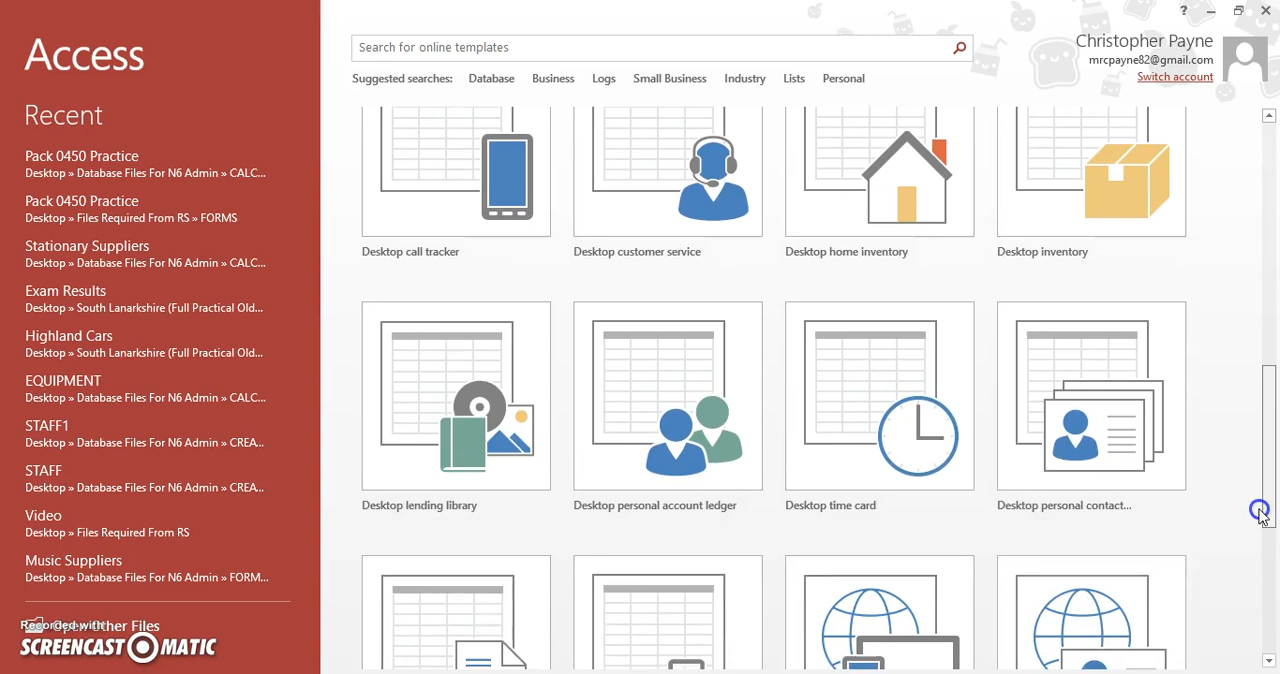 Access
Recent
Pack 0450 Practice
Desktop » Database Files For N6 Admin » CALC...
Pack 0450 Practice
Desktop » Files Required From RS » FORMS
Stationary Suppliers
Desktop » Database Files For N6 Admin » CALC...
Exam Results
Desktop » South Lanarkshire (Full Practical Old...
Highland Cars
Desktop » South Lanarkshire (Full Practical Old...
EQUIPMENT
Desktop » Database Files For N6 Admin » CALC...
STAFF1
Desktop » Database Files For N6 Admin » CREA...
STAFF
Desktop » Database Files For N6 Admin » CREA...
Video
Desktop » Files Required From RS
Music Suppliers
Desktop » Database Files For N6 Admin » FORM...
Open Other Files
Recorded with
SCREENCAST-O-MATIC
?
Search for online templates
Christopher Payne
mrcpayne82@gmail.com
Switch account
Suggested searches: Database Business Logs Small Business Industry Lists Personal
Desktop call tracker
Desktop customer service
Desktop home inventory
Desktop inventory
Desktop lending library
Desktop personal account ledger
Desktop time card
Desktop personal contact...